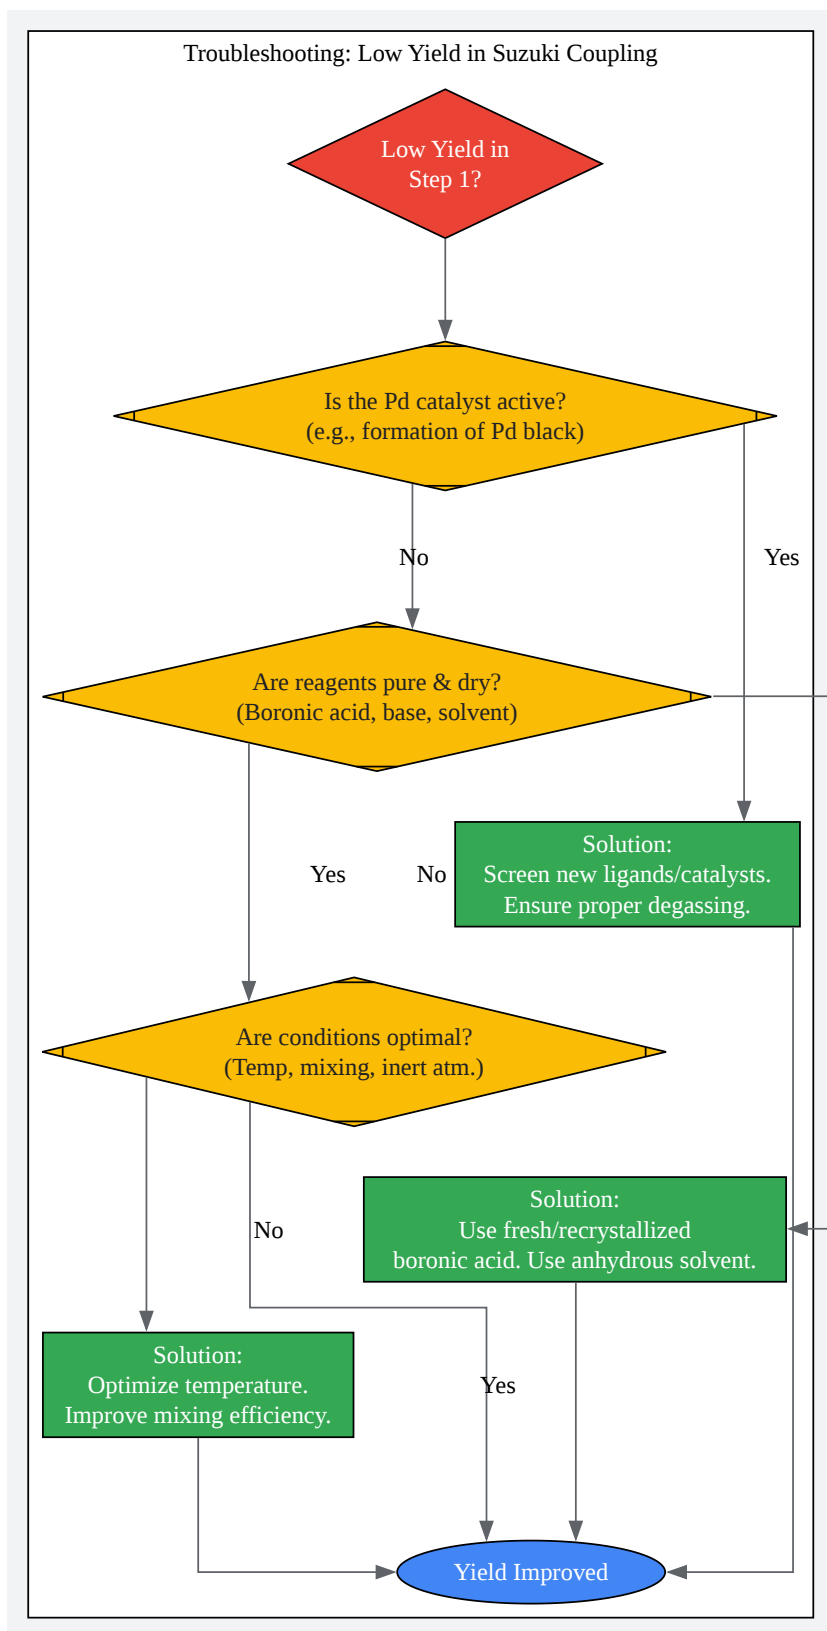 Troubleshooting: Low Yield in Suzuki Coupling
Low Yield in
Step 1?
Is the Pd catalyst active?
(e.g., formation of Pd black)
No
Yes
Are reagents pure & dry?
(Boronic acid, base, solvent)
Solution:
Screen new ligands/catalysts.
Ensure proper degassing.
Yes
No
Are conditions optimal?
(Temp, mixing, inert atm.)
Solution:
Use fresh/recrystallized
boronic acid. Use anhydrous solvent.
No
Solution:
Optimize temperature.
Improve mixing efficiency.
Yes
Yield Improved